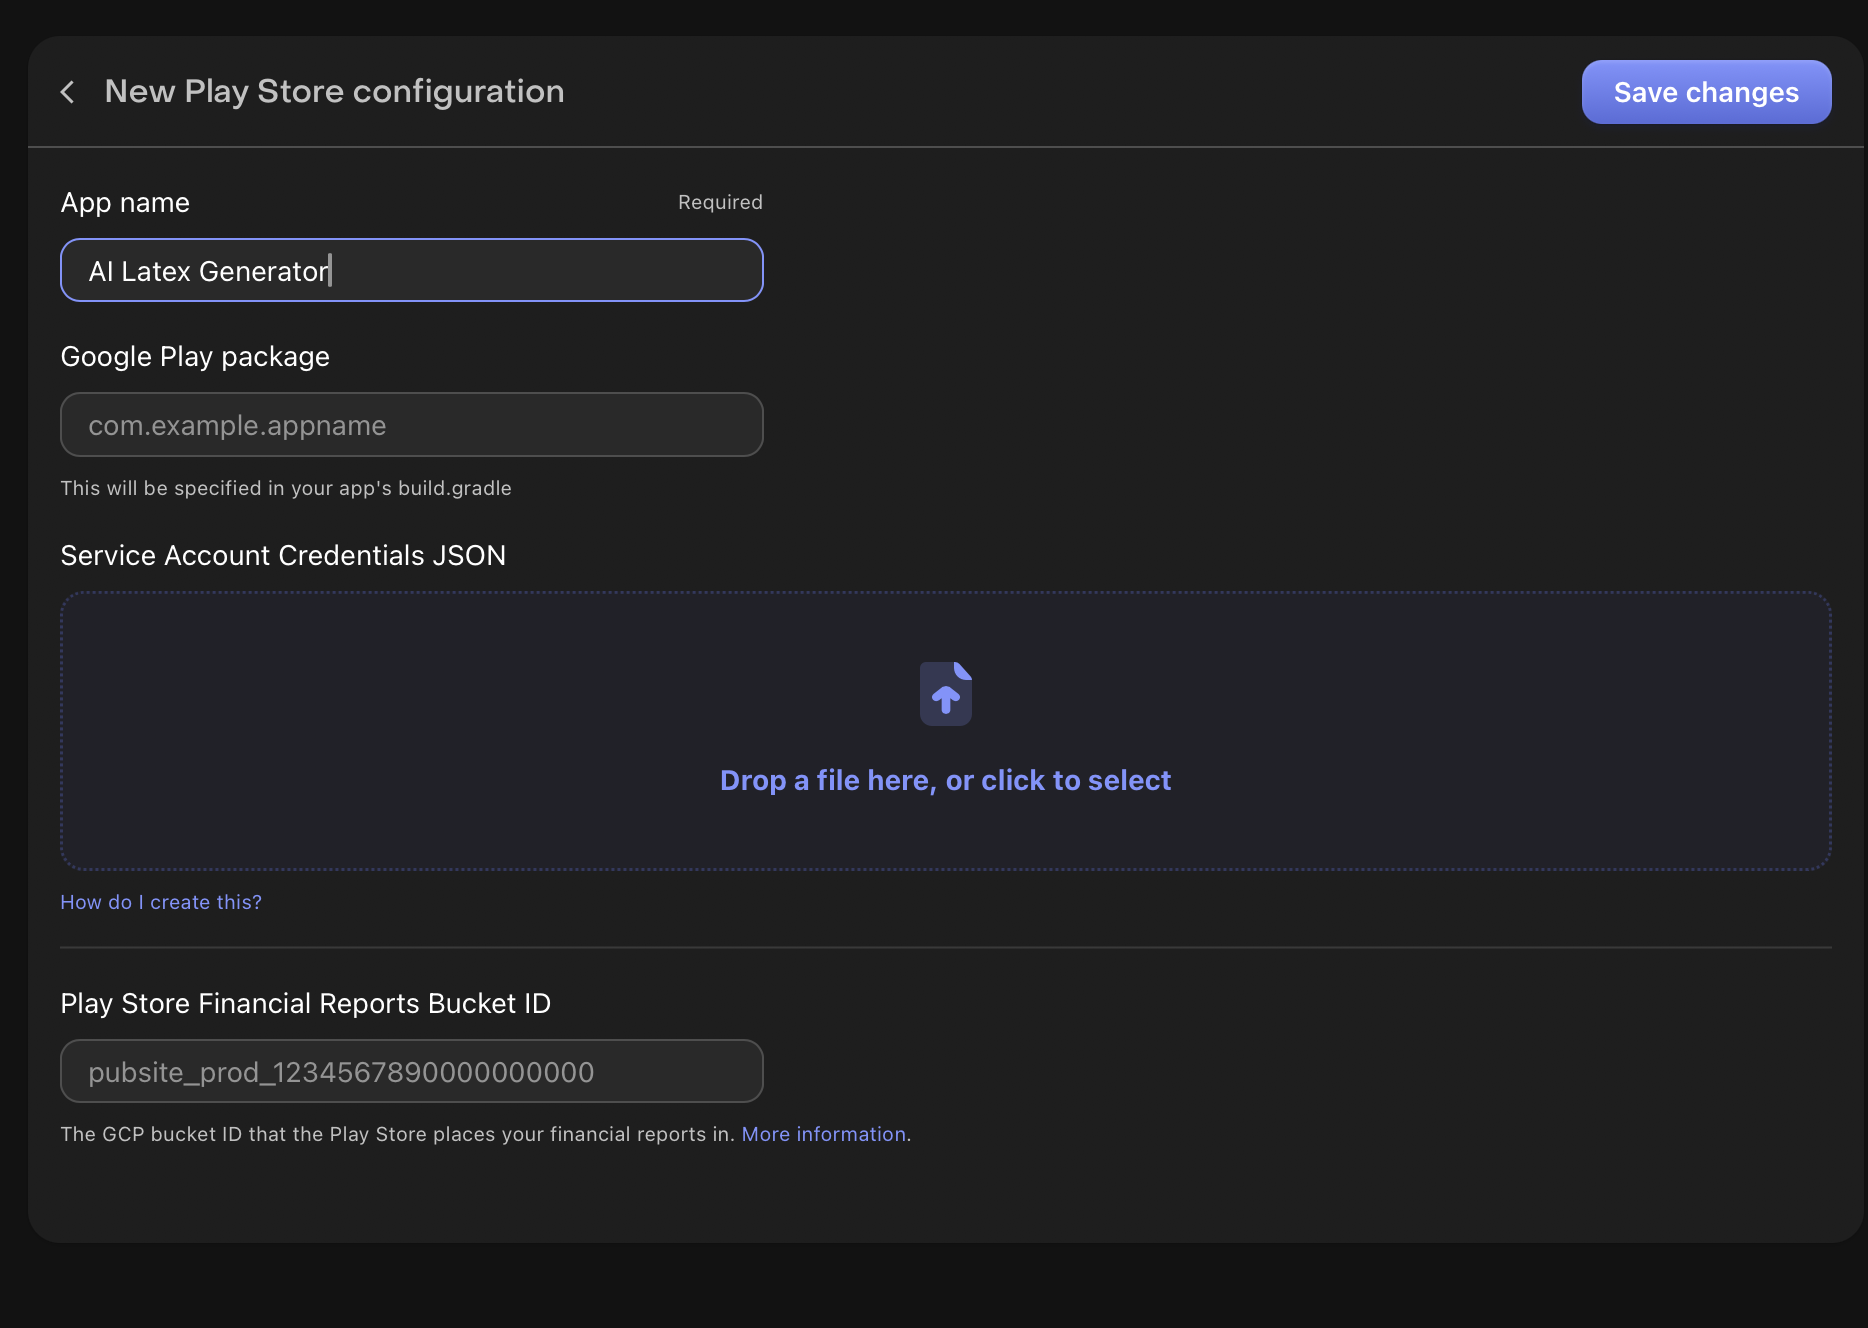 New Play Store configuration
Save changes
App name
Required
AI Latex Generator
Google Play package
com.example.appname
This will be specified in your app's build.gradle
Service Account Credentials JSON
Drop a file here, or click to select
How do I create this?
Play Store Financial Reports Bucket ID
pubsite_prod_1234567890000000000
The GCP bucket ID that the Play Store places your financial reports in. More information.